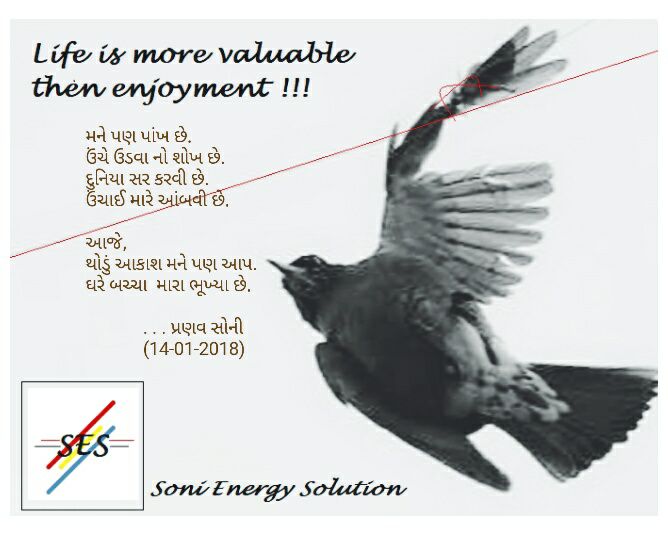 Life is more valuable
then enjoyment !!!
મને પણ પાંખ છે.
ઉંચે ઉડવા નો શોખ છે.
દુનિયા સર કરવી છે.
ઉંચાઈ મારે આંબવી છે.
આજે,
થોડું આકાશ મને પણ આપ.
ઘરે બચ્ચા મારા ભૂખ્યા છે.
. . . પ્રણવ સોની
(14-01-2018)
SES
Soni Energy Solution